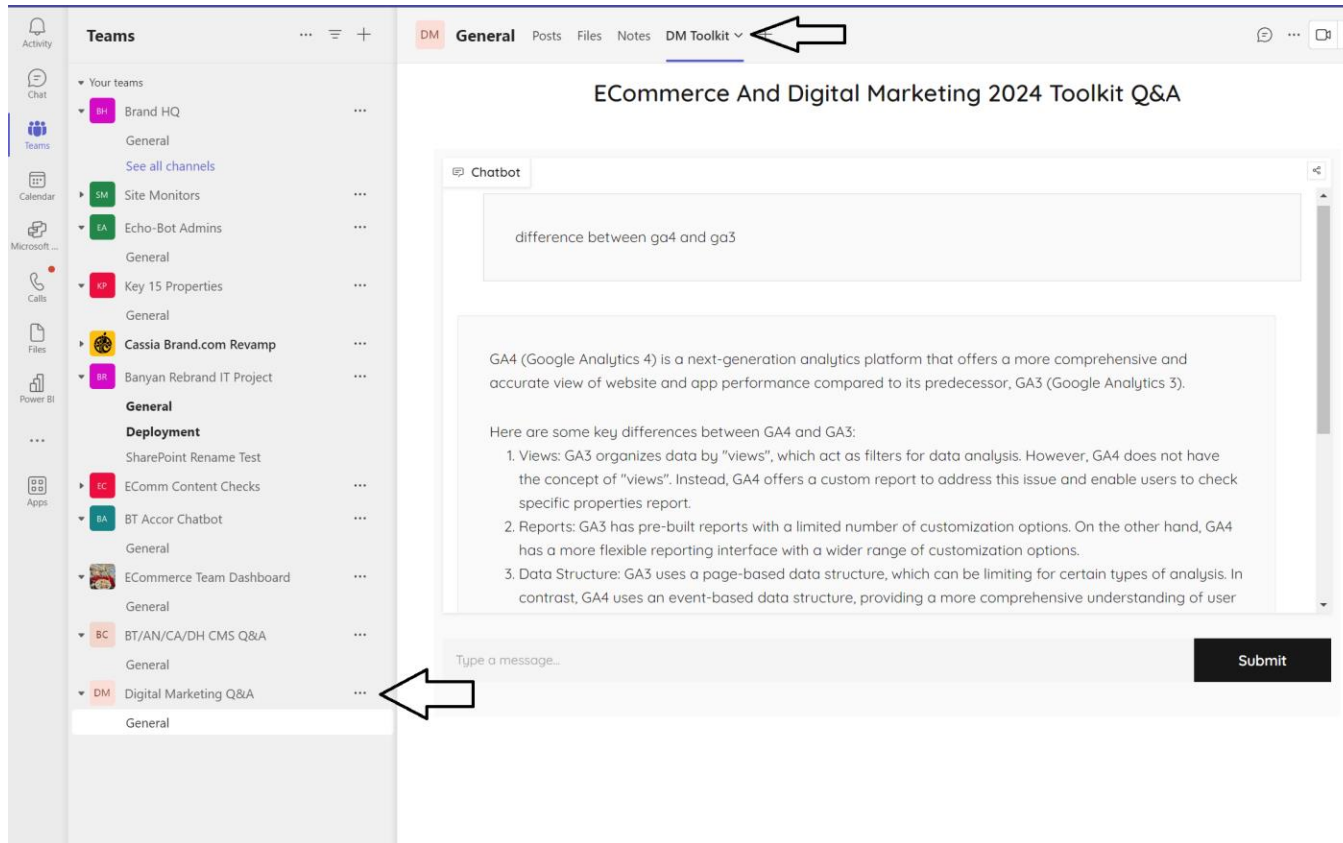 Activity
Chat
Teams
Calendar
Microsoft ...
Calls
Files
Power BI
...
Apps
Teams
Your teams
BH Brand HQ
General
See all channels
SM Site Monitors
EA Echo-Bot Admins
General
KP Key 15 Properties
General
Cassia Brand.com Revamp
BR Banyan Rebrand IT Project
General
Deployment
SharePoint Rename Test
EC EComm Content Checks
BA BT Accor Chatbot
General
ECommerce Team Dashboard
General
BC BT/AN/CA/DH CMS Q&A
General
DM Digital Marketing Q&A
General
DM General Posts Files Notes DM Toolkit
ECommerce And Digital Marketing 2024 Toolkit Q&A
Chatbot
difference between ga4 and ga3
GA4 (Google Analytics 4) is a next-generation analytics platform that offers a more comprehensive and
accurate view of website and app performance compared to its predecessor, GA3 (Google Analytics 3).
Here are some key differences between GA4 and GA3:
1. Views: GA3 organizes data by "views", which act as filters for data analysis. However, GA4 does not have
the concept of "views". Instead, GA4 offers a custom report to address this issue and enable users to check
specific properties report.
2. Reports: GA3 has pre-built reports with a limited number of customization options. On the other hand, GA4
has a more flexible reporting interface with a wider range of customization options.
3. Data Structure: GA3 uses a page-based data structure, which can be limiting for certain types of analysis. In
contrast, GA4 uses an event-based data structure, providing a more comprehensive understanding of user
Type a message...
Submit